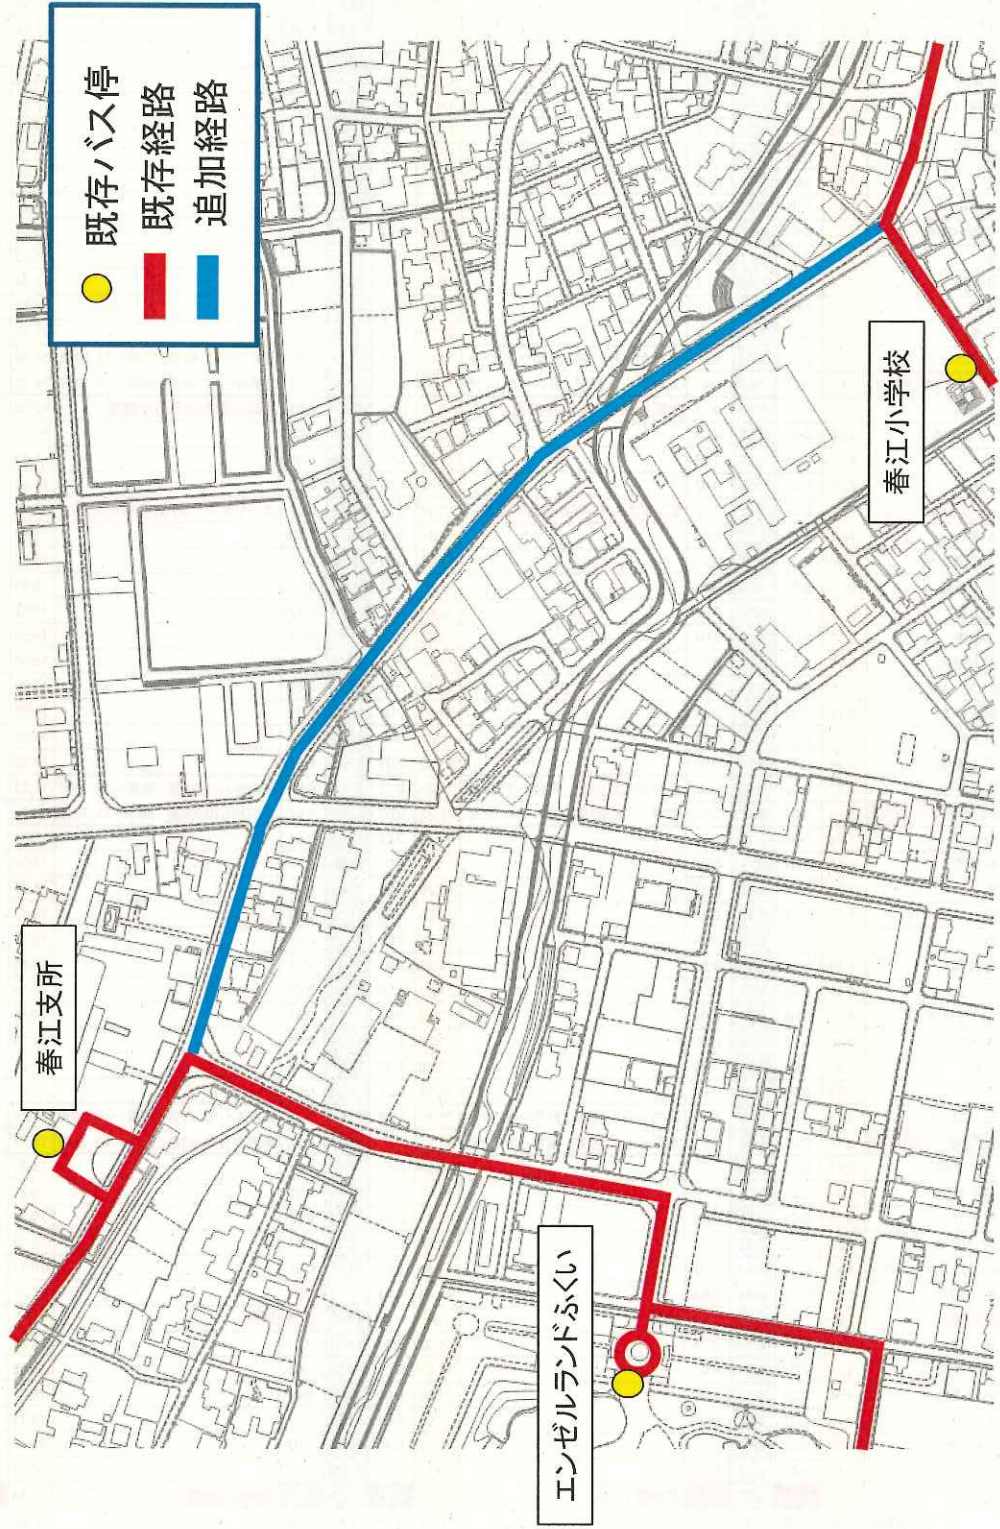 既存バス停
既存経路
追加経路
春江支所
春江小学校
エンゼルランドふくい